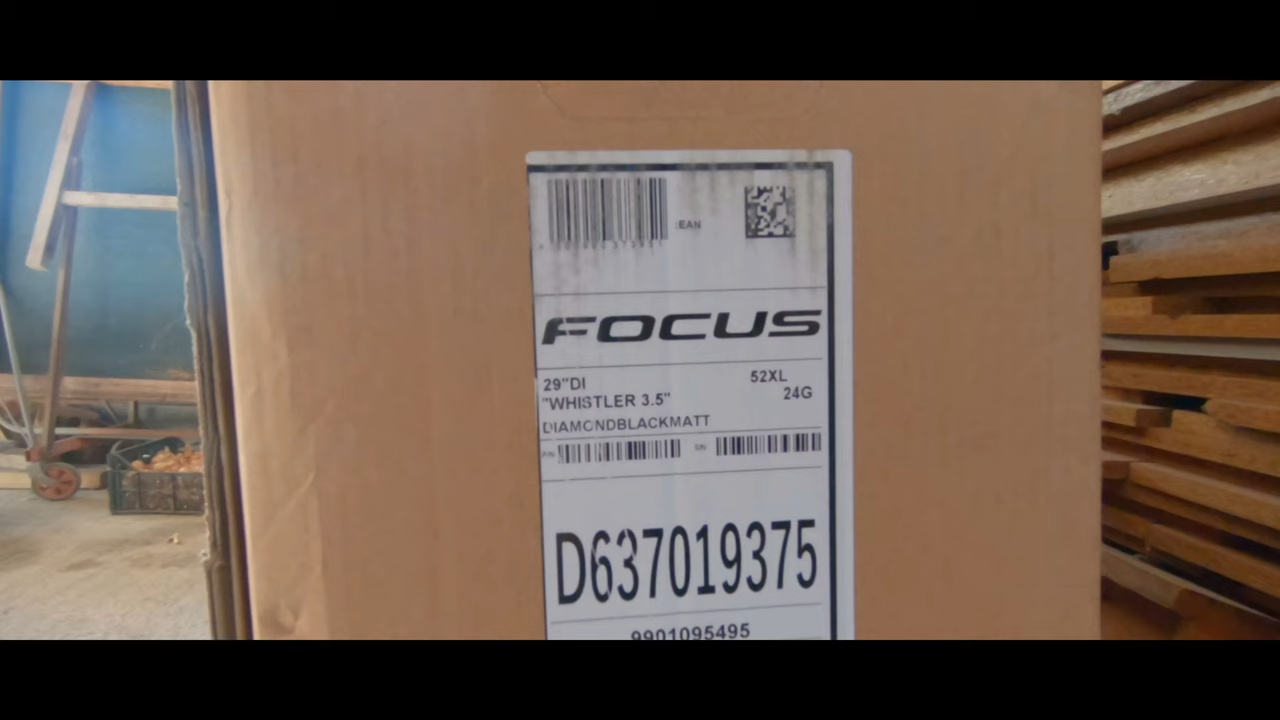 :EAN
FOCUS
29"DI 52XL
"WHISTLER 3.5" 24G
DIAMONDBLACKMATT
P/N S/N
D637019375
9901095495